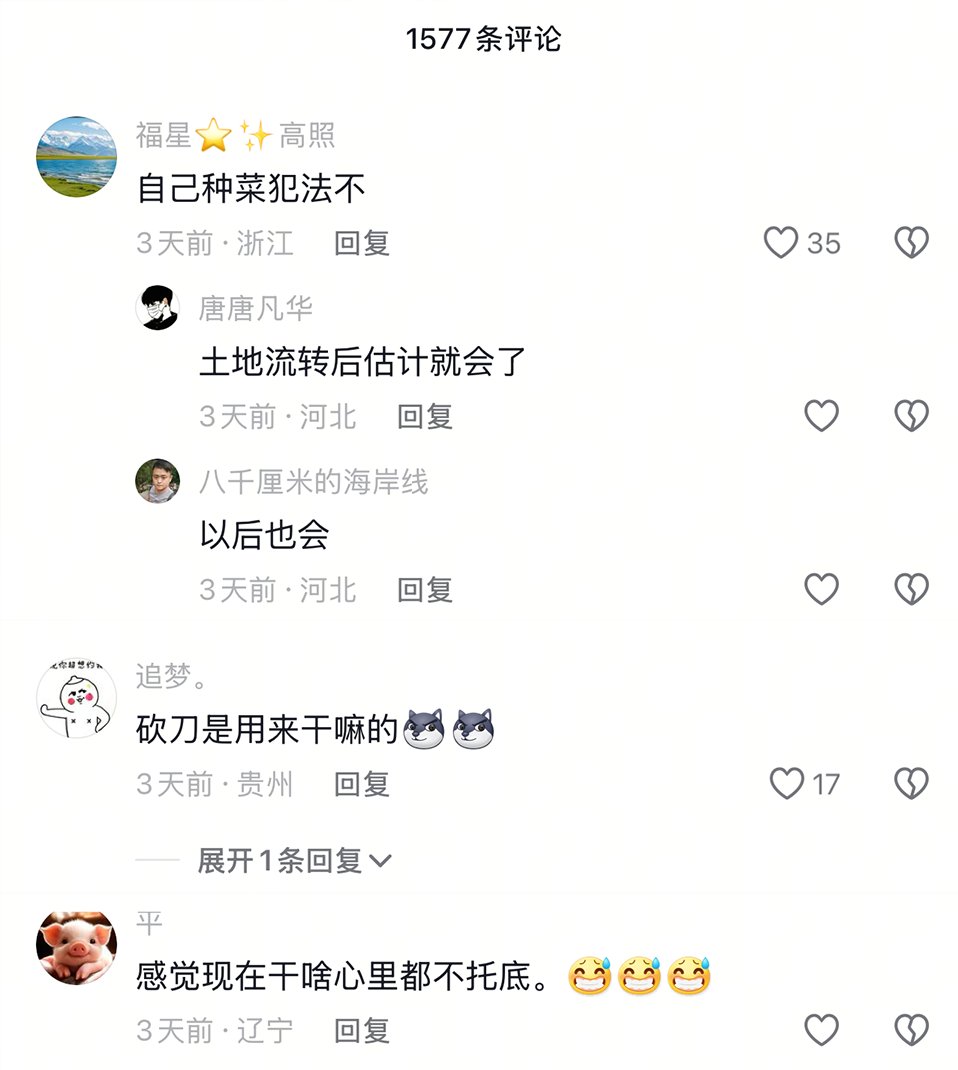 1577条评论
福星⭐✨高照
自己种菜犯法不
3天前·浙江 回复 35
唐唐凡华
土地流转后估计就会了
3天前·河北 回复
八千厘米的海岸线
以后也会
3天前·河北 回复
追梦。
砍刀是用来干嘛的🐺🐺
3天前·贵州 回复 17
展开1条回复
平
感觉现在干啥心里都不托底。😅😅😅
3天前·辽宁 回复